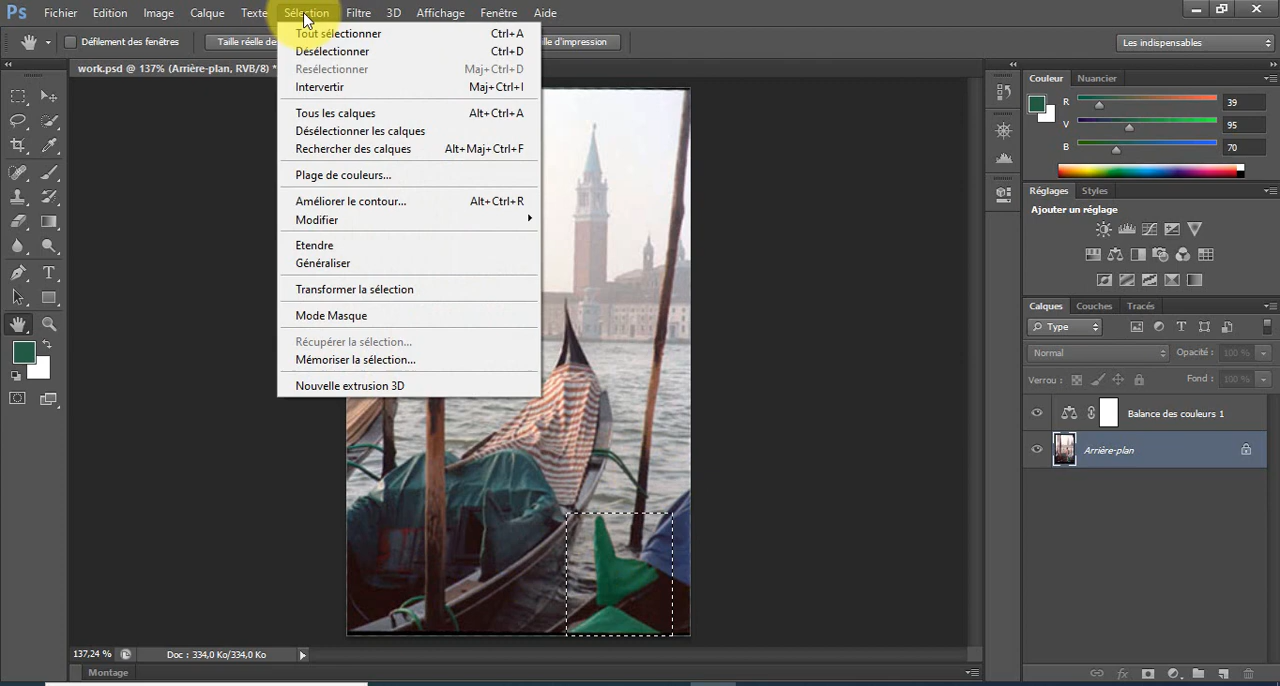 Ps Fichier Edition Image Calque Texte Sélection Filtre 3D Affichage Fenêtre Aide
Défilement des fenêtres Taille réelle de ille d'impression Les indispensables
work.psd @ 137% (Arrière-plan, RVB/8) *
Tout sélectionner Ctrl+A
Désélectionner Ctrl+D
Resélectionner Maj+Ctrl+D
Intervertir Maj+Ctrl+I
Tous les calques Alt+Ctrl+A
Désélectionner les calques
Rechercher des calques Alt+Maj+Ctrl+F
Plage de couleurs...
Améliorer le contour... Alt+Ctrl+R
Modifier
Etendre
Généraliser
Transformer la sélection
Mode Masque
Récupérer la sélection...
Mémoriser la sélection...
Nouvelle extrusion 3D
Couleur Nuancier
R 39
V 95
B 70
Réglages Styles
Ajouter un réglage
Calques Couches Tracés
Type
Normal Opacité : 100 %
Verrou : Fond : 100 %
Balance des couleurs 1
Arrière-plan
137,24 % Doc : 334,0 Ko/334,0 Ko
Montage